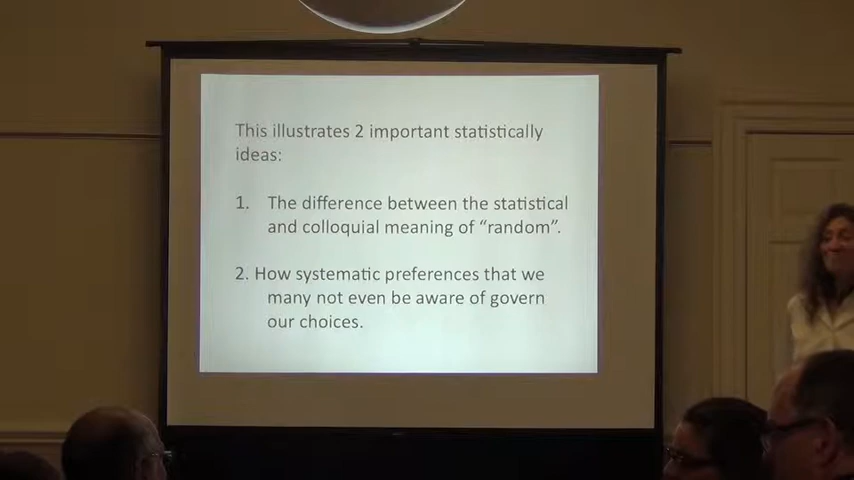 This illustrates 2 important statistically
ideas:
1. The difference between the statistical
and colloquial meaning of “random”.
2. How systematic preferences that we
many not even be aware of govern
our choices.